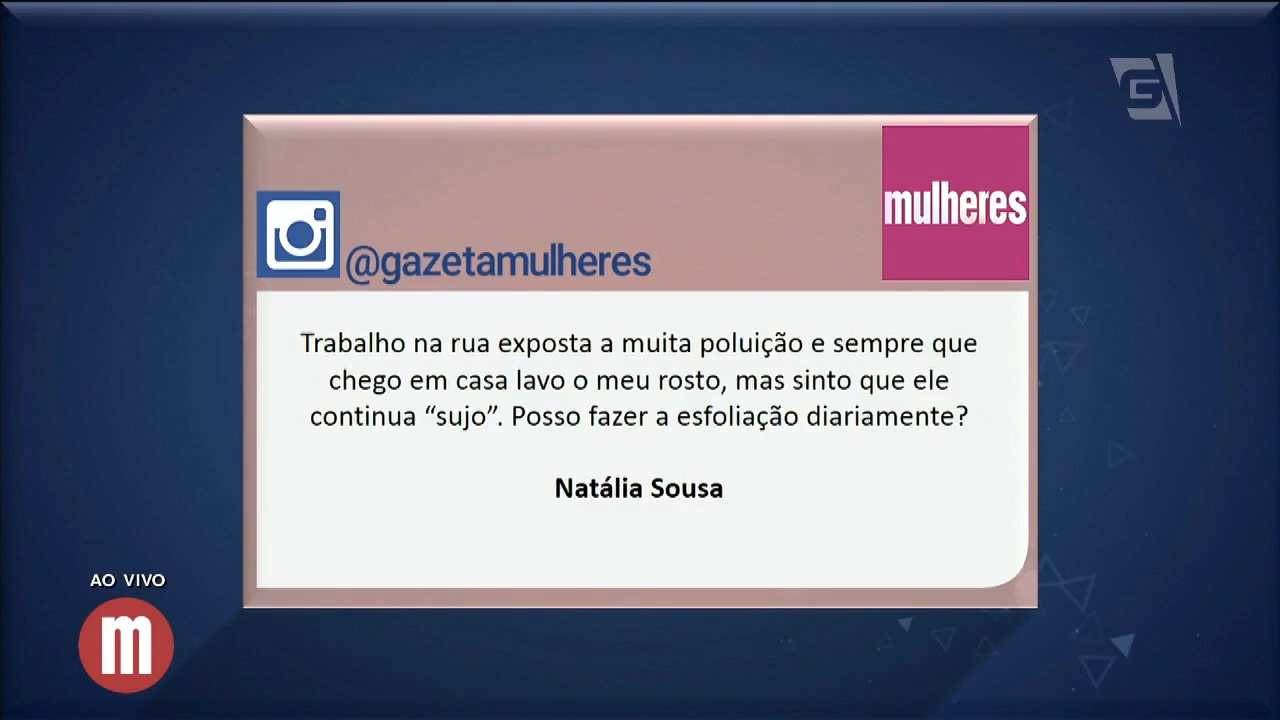 mulheres
@gazetamulheres
Trabalho na rua exposta a muita poluição e sempre que
chego em casa lavo o meu rosto, mas sinto que ele
continua “sujo”. Posso fazer a esfoliação diariamente?
Natália Sousa
AO VIVO
m